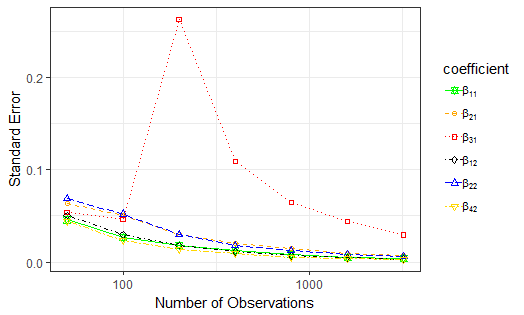 Standard Error
0.2
0.1
0.0
100
1000
Number of Observations
coefficient
β₁₁
β₂₁
β₃₁
β₁₂
β₂₂
β₄₂